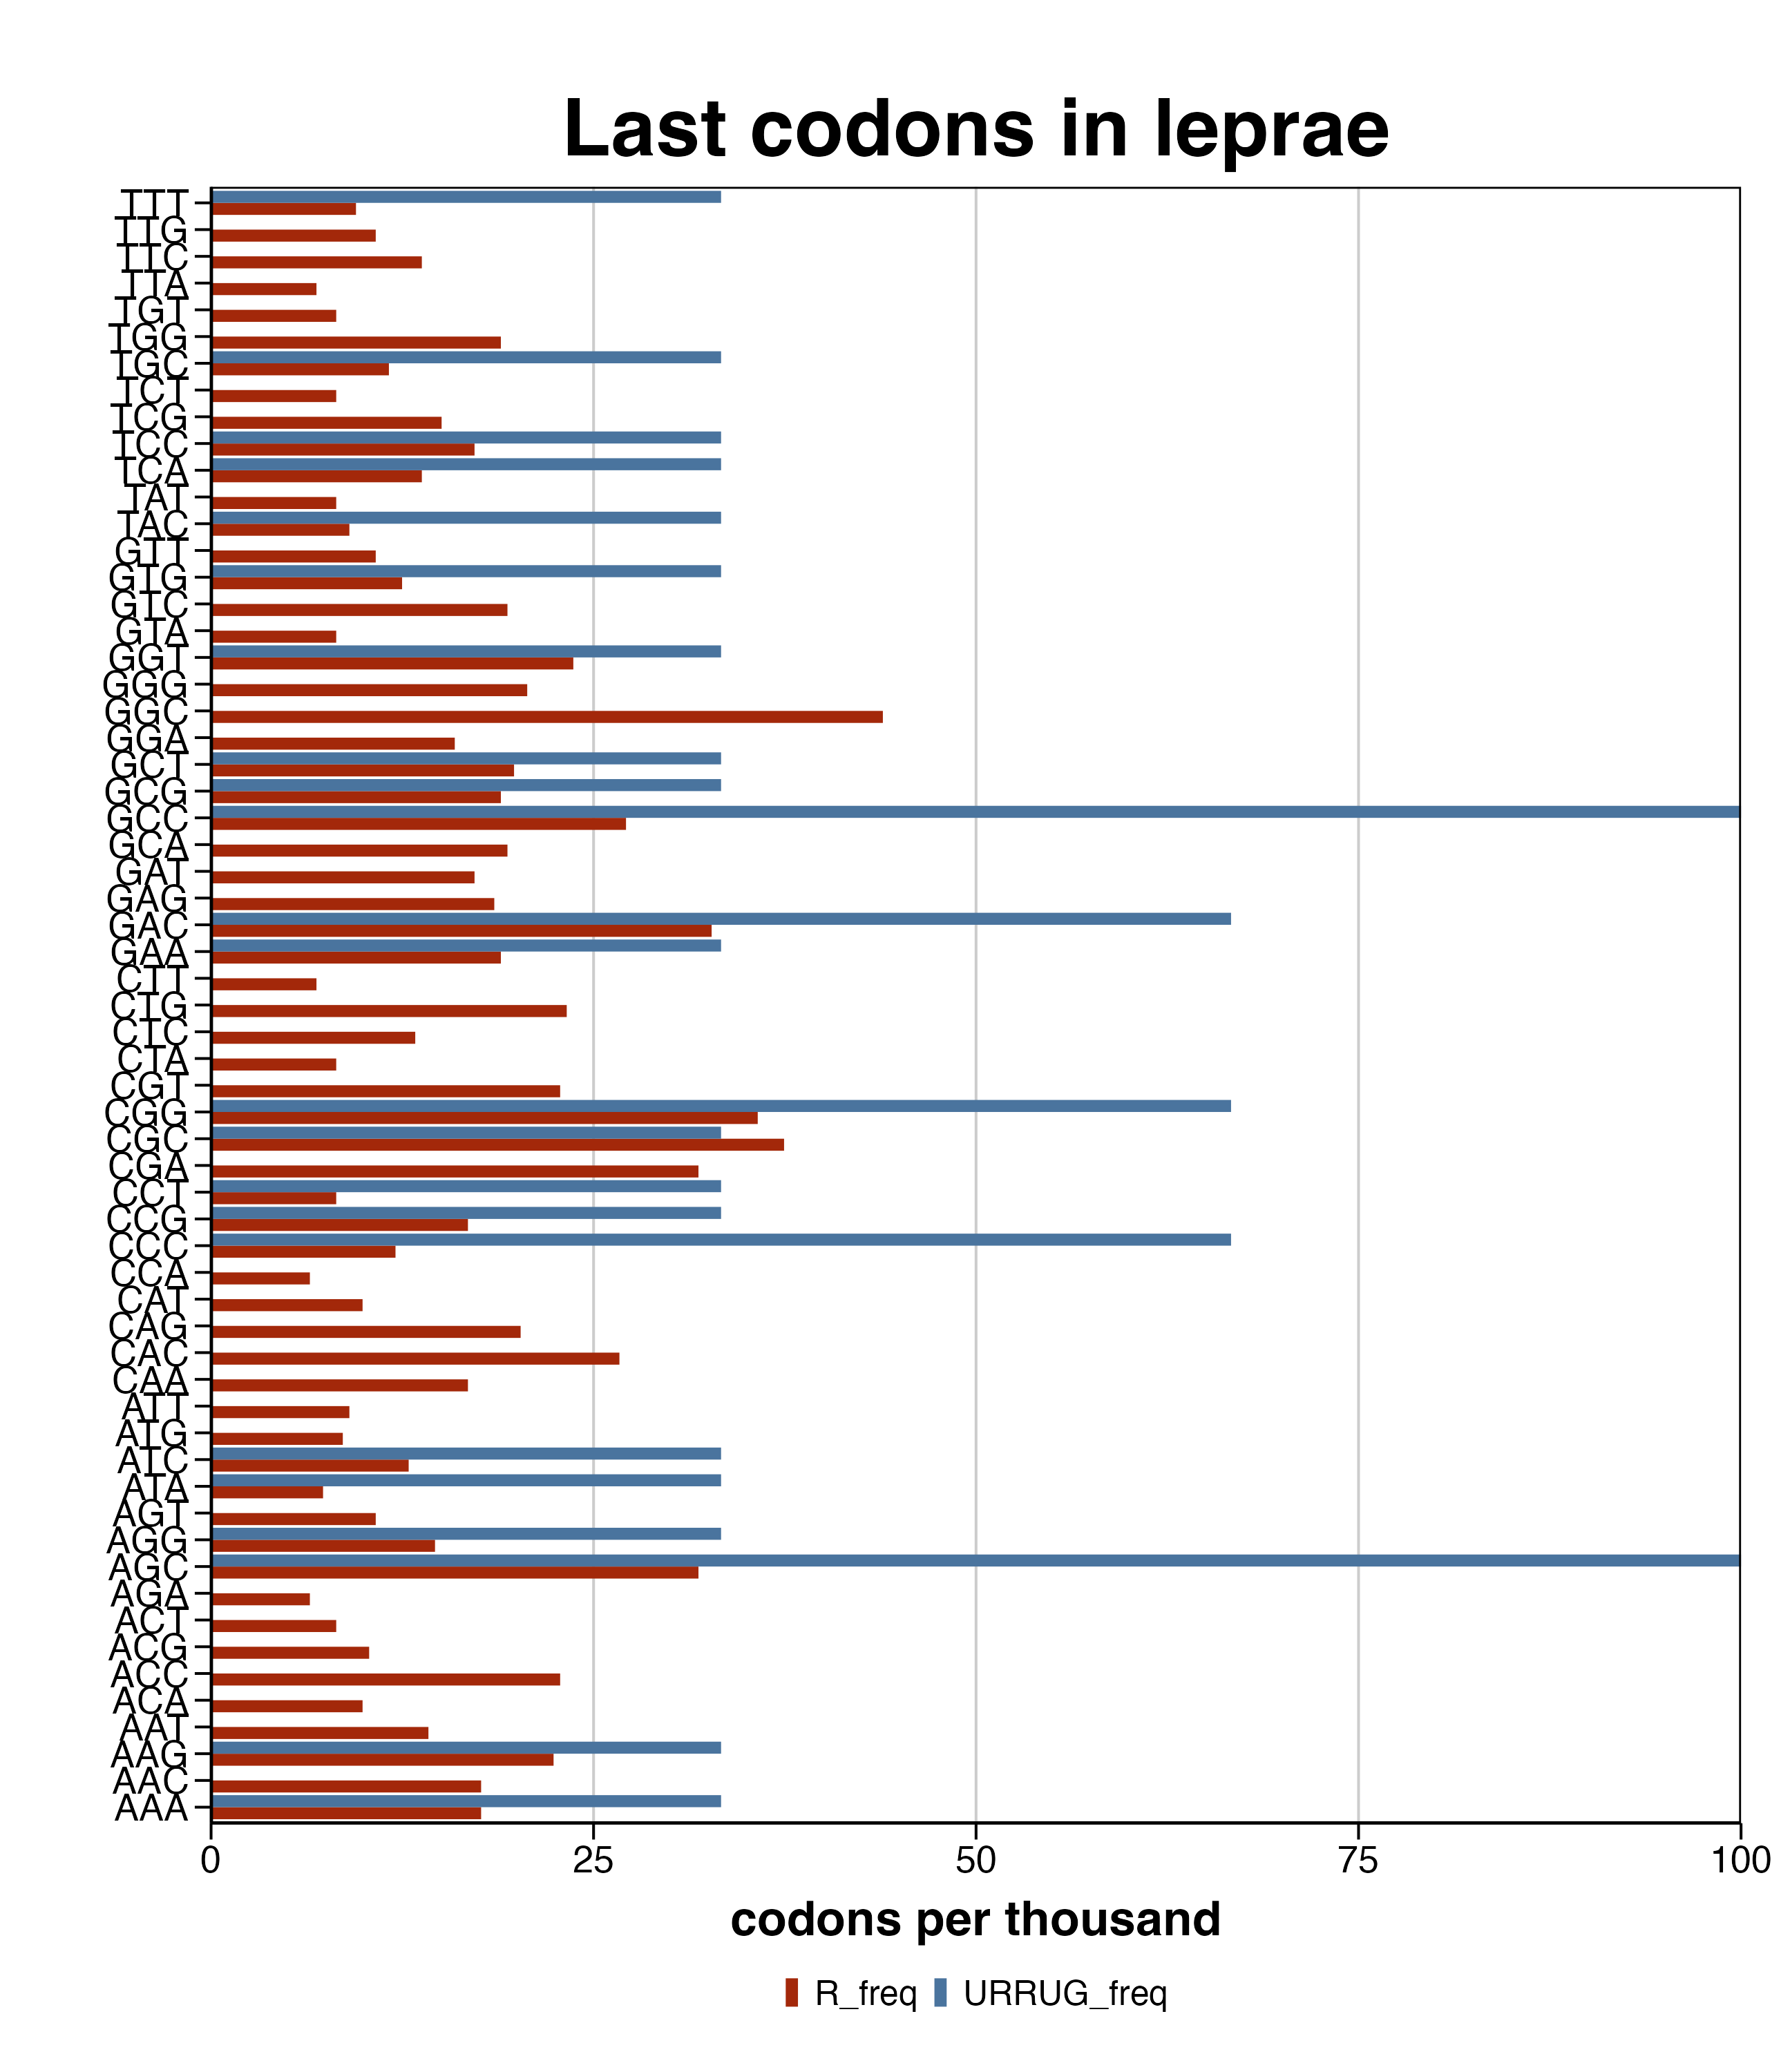 Last codons in leprae
TTT
TTG
TTC
TTA
TGT
TGG
TGC
TCT
TCG
TCC
TCA
TAT
TAC
GTT
GTG
GTC
GTA
GGT
GGG
GGC
GGA
GCT
GCG
GCC
GCA
GAT
GAG
GAC
GAA
CTT
CTG
CTC
CTA
CGT
CGG
CGC
CGA
CCT
CCG
CCC
CCA
CAT
CAG
CAC
CAA
ATT
ATG
ATC
ATA
AGT
AGG
AGC
AGA
ACT
ACG
ACC
ACA
AAT
AAG
AAC
AAA
0 25 50 75 100
codons per thousand
R_freq URRUG_freq